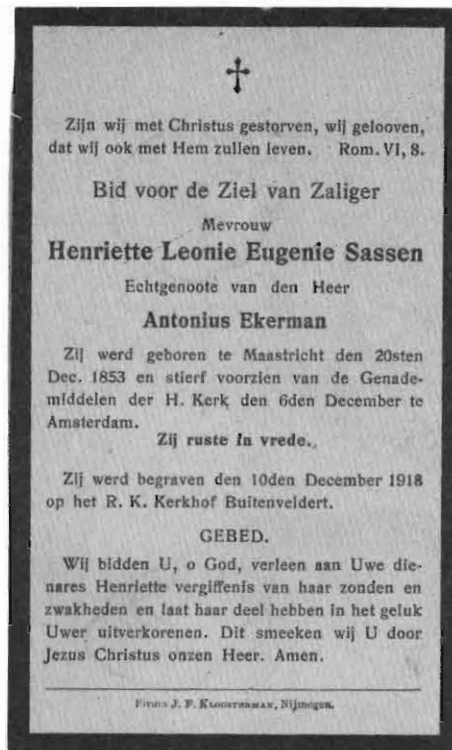 Zijn wij met Christus gestorven, wij gelooven,
dat wij ook met Hem zullen leven. Rom. VI, 8.
Bid voor de Ziel van Zaliger
Mevrouw
Henriette Leonie Eugenie Sassen
Echtgenoote van den Heer
Antonius Ekerman
Zij werd geboren te Maastricht den 20sten
Dec. 1853 en stierf voorzien van de Genade-
middelen der H. Kerk den 6den December te
Amsterdam.
Zij ruste in vrede.
Zij werd begraven den 10den December 1918
op het R. K. Kerkhof Buitenveldert.
GEBED.
Wij bidden U, o God, verleen aan Uwe die-
nares Henriette vergiffenis van haar zonden en
zwakheden en laat haar deel hebben in het geluk
Uwer uitverkorenen. Dit smeeken wij U door
Jezus Christus onzen Heer. Amen.
Firma J. F. Kloosterman, Nijmegen.